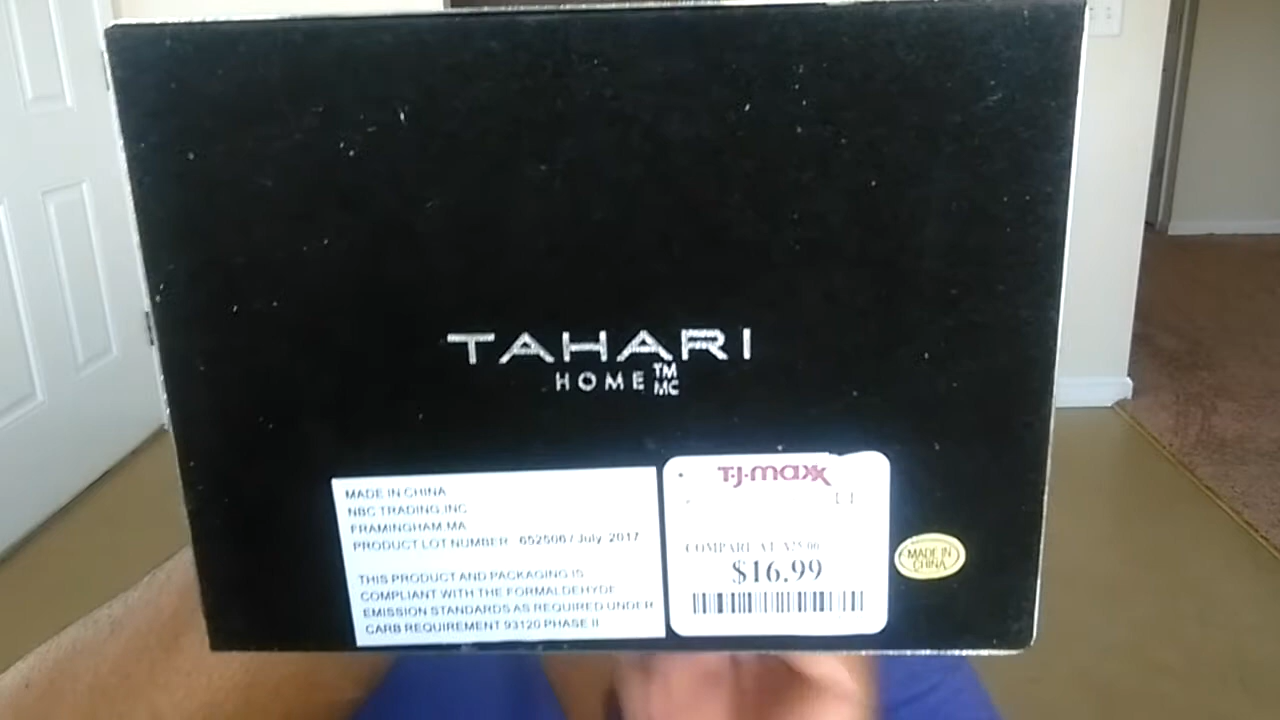 TAHARI
HOME TM
MC
MADE IN CHINA
NBC TRADING INC
FRAMINGHAM.MA
PRODUCT LOT NUMBER: 652506 / July. 2017
THIS PRODUCT AND PACKAGING IS
COMPLIANT WITH THE FORMALDEHYDE
EMISSION STANDARDS AS REQUIRED UNDER
CARB REQUIREMENT 93120 PHASE II
T·J·maxx
COMPARE AT
$16.99
MADE IN
CHINA